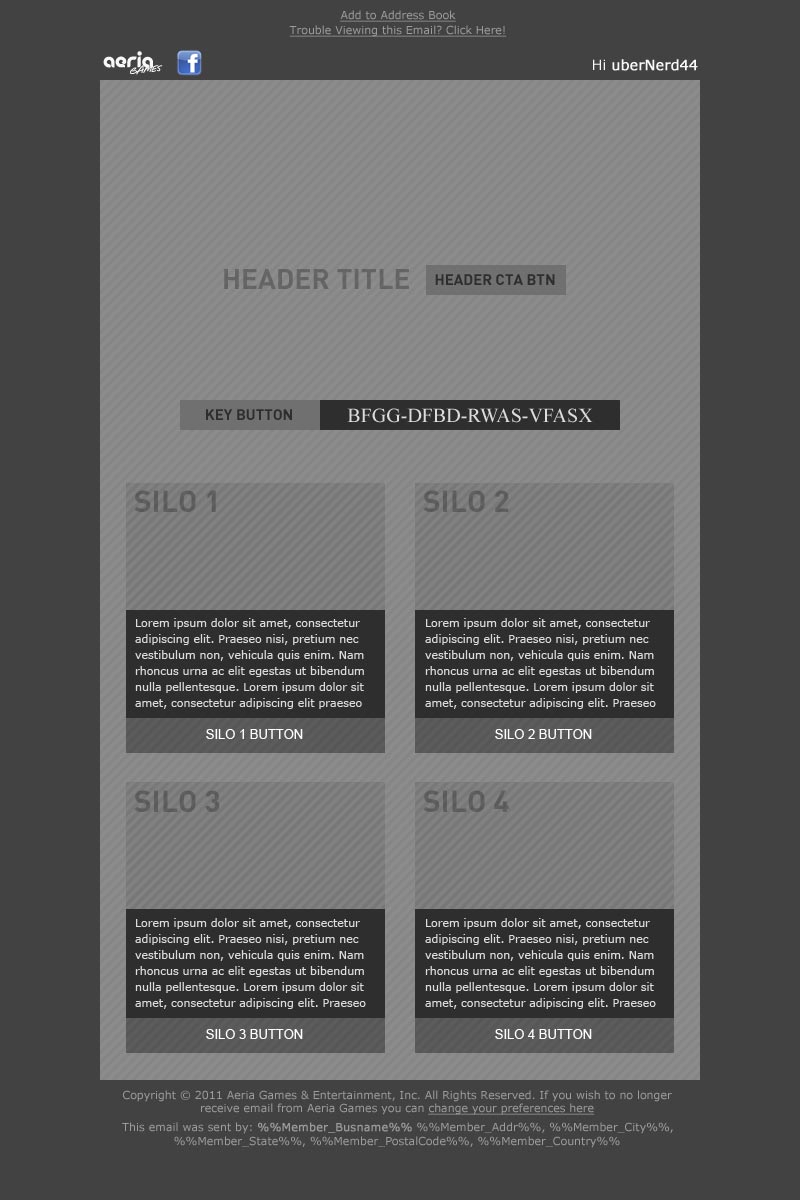 Add to Address Book
Trouble Viewing this Email? Click Here!
aeria GAMES f Hi uberNerd44
HEADER TITLE HEADER CTA BTN
KEY BUTTON BFGG-DFBD-RWAS-VFASX
SILO 1
Lorem ipsum dolor sit amet, consectetur
adipiscing elit. Praeseo nisi, pretium nec
vestibulum non, vehicula quis enim. Nam
rhoncus urna ac elit egestas ut bibendum
nulla pellentesque. Lorem ipsum dolor sit
amet, consectetur adipiscing elit praeseo
SILO 1 BUTTON
SILO 2
Lorem ipsum dolor sit amet, consectetur
adipiscing elit. Praeseo nisi, pretium nec
vestibulum non, vehicula quis enim. Nam
rhoncus urna ac elit egestas ut bibendum
nulla pellentesque. Lorem ipsum dolor sit
amet, consectetur adipiscing elit. Praeseo
SILO 2 BUTTON
SILO 3
Lorem ipsum dolor sit amet, consectetur
adipiscing elit. Praeseo nisi, pretium nec
vestibulum non, vehicula quis enim. Nam
rhoncus urna ac elit egestas ut bibendum
nulla pellentesque. Lorem ipsum dolor sit
amet, consectetur adipiscing elit. Praeseo
SILO 3 BUTTON
SILO 4
Lorem ipsum dolor sit amet, consectetur
adipiscing elit. Praeseo nisi, pretium nec
vestibulum non, vehicula quis enim. Nam
rhoncus urna ac elit egestas ut bibendum
nulla pellentesque. Lorem ipsum dolor sit
amet, consectetur adipiscing elit. Praeseo
SILO 4 BUTTON
Copyright © 2011 Aeria Games & Entertainment, Inc. All Rights Reserved. If you wish to no longer
receive email from Aeria Games you can change your preferences here
This email was sent by: %%Member_Busname%% %%Member_Addr%%, %%Member_City%%,
%%Member_State%%, %%Member_PostalCode%%, %%Member_Country%%